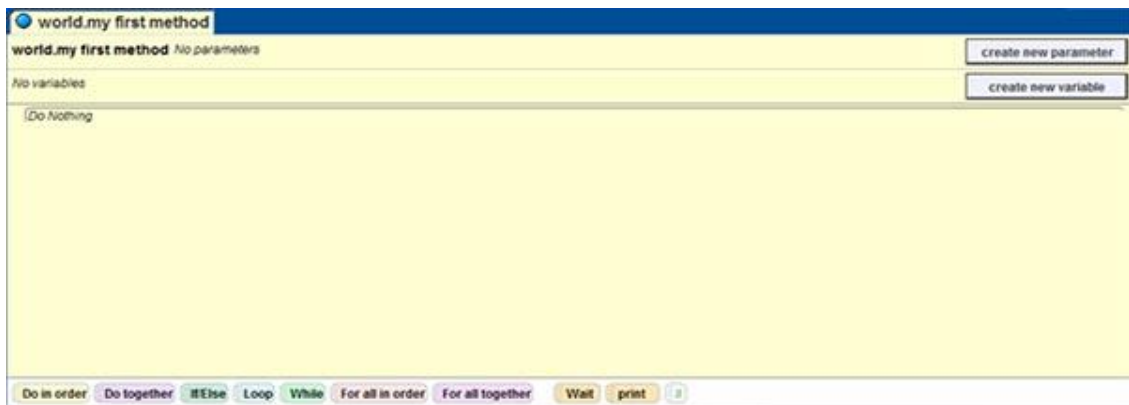 world.my first method
world.my first method No parameters
create new parameter
No variables
create new variable
Do Nothing
Do in order Do together If/Else Loop While For all in order For all together Wait print //